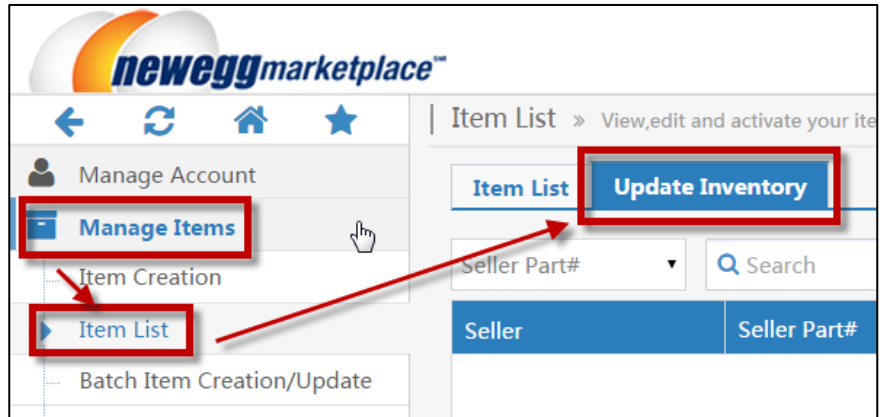 neweggmarketplace℠
Item List » View,edit and activate your ite
Manage Account
Item List Update Inventory
Manage Items
Seller Part# Search
Item Creation
Item List
Seller Seller Part#
Batch Item Creation/Update